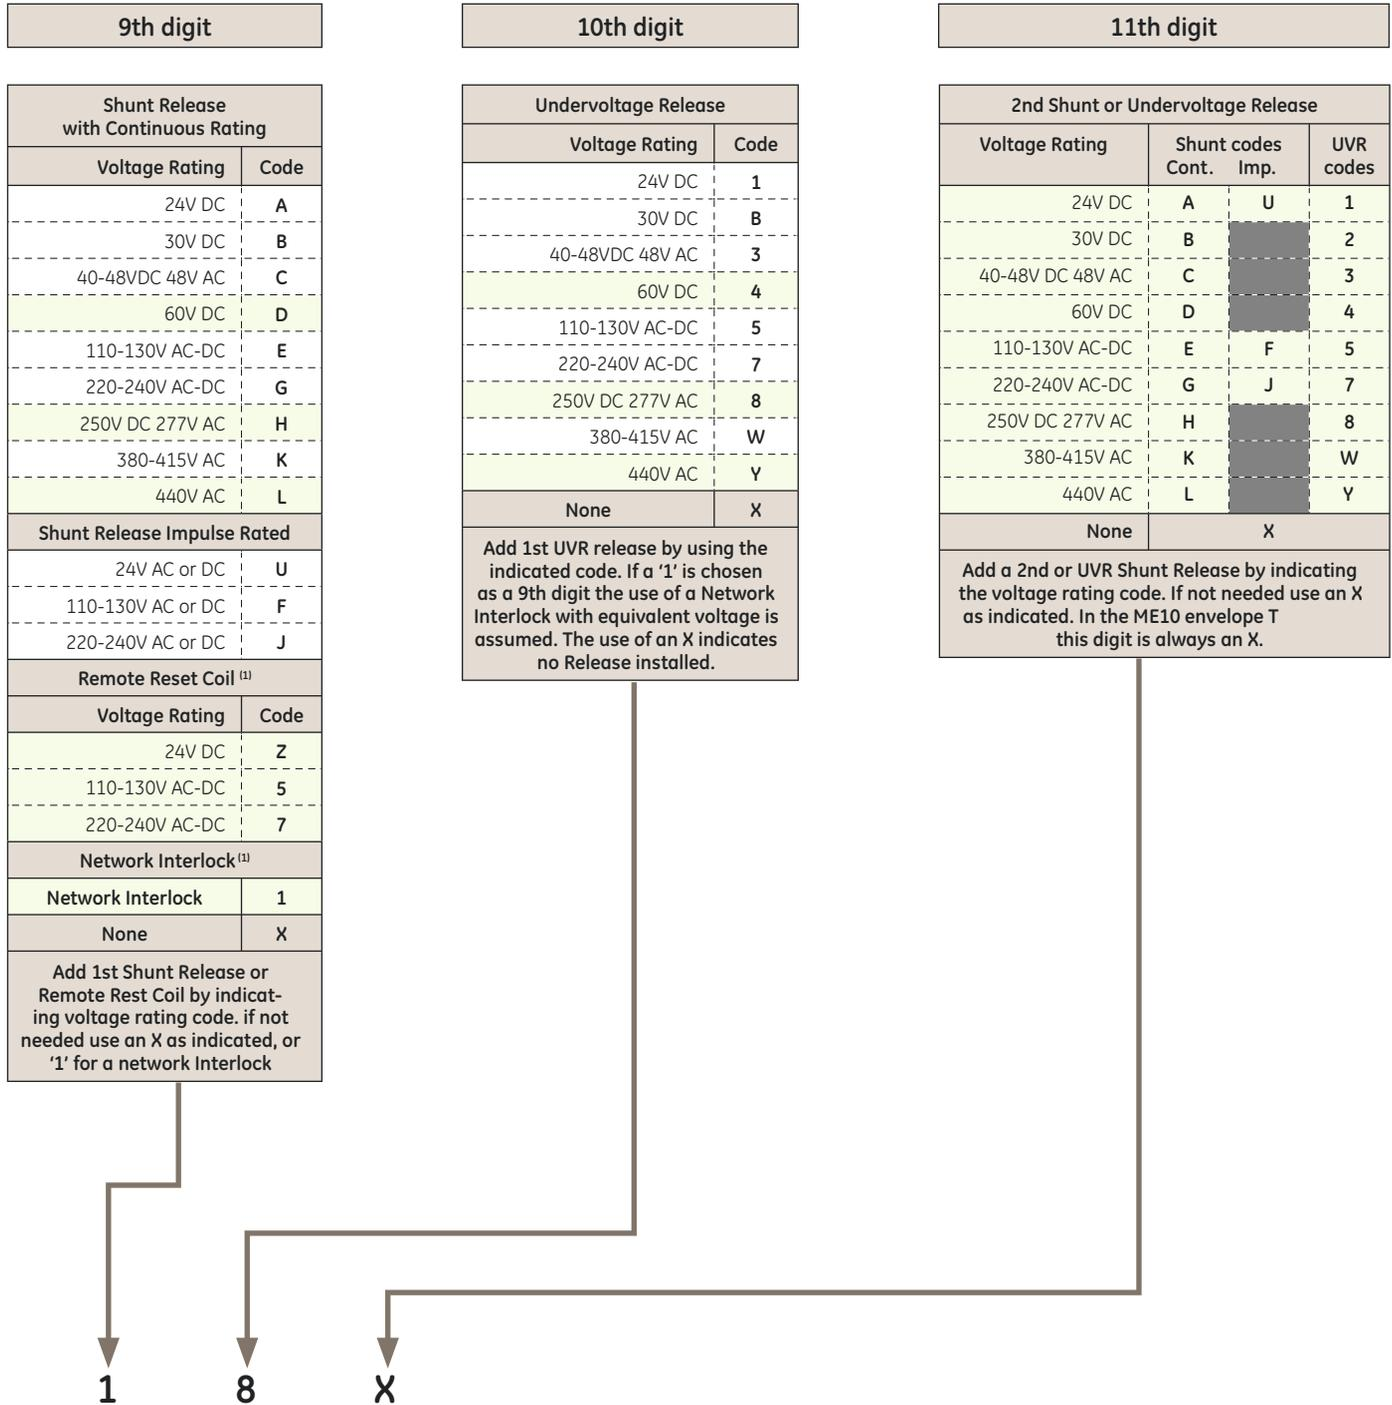 9th digit
Shunt Release
with Continuous Rating
Voltage Rating Code
24V DC A
30V DC B
40-48VDC 48V AC C
60V DC D
110-130V AC-DC E
220-240V AC-DC G
250V DC 277V AC H
380-415V AC K
440V AC L
Shunt Release Impulse Rated
24V AC or DC U
110-130V AC or DC F
220-240V AC or DC J
Remote Reset Coil (1)
Voltage Rating Code
24V DC Z
110-130V AC-DC 5
220-240V AC-DC 7
Network Interlock (1)
Network Interlock 1
None X
Add 1st Shunt Release or
Remote Rest Coil by indicat-
ing voltage rating code. if not
needed use an X as indicated, or
‘1’ for a network Interlock
10th digit
Undervoltage Release
Voltage Rating Code
24V DC 1
30V DC B
40-48VDC 48V AC 3
60V DC 4
110-130V AC-DC 5
220-240V AC-DC 7
250V DC 277V AC 8
380-415V AC W
440V AC Y
None X
Add 1st UVR release by using the
indicated code. If a ‘1’ is chosen
as a 9th digit the use of a Network
Interlock with equivalent voltage is
assumed. The use of an X indicates
no Release installed.
11th digit
2nd Shunt or Undervoltage Release
Voltage Rating Shunt codes UVR
Cont. Imp. codes
24V DC A U 1
30V DC B 2
40-48V DC 48V AC C 3
60V DC D 4
110-130V AC-DC E F 5
220-240V AC-DC G J 7
250V DC 277V AC H 8
380-415V AC K W
440V AC L Y
None X
Add a 2nd or UVR Shunt Release by indicating
the voltage rating code. If not needed use an X
as indicated. In the ME10 envelope T
this digit is always an X.
1 8 X